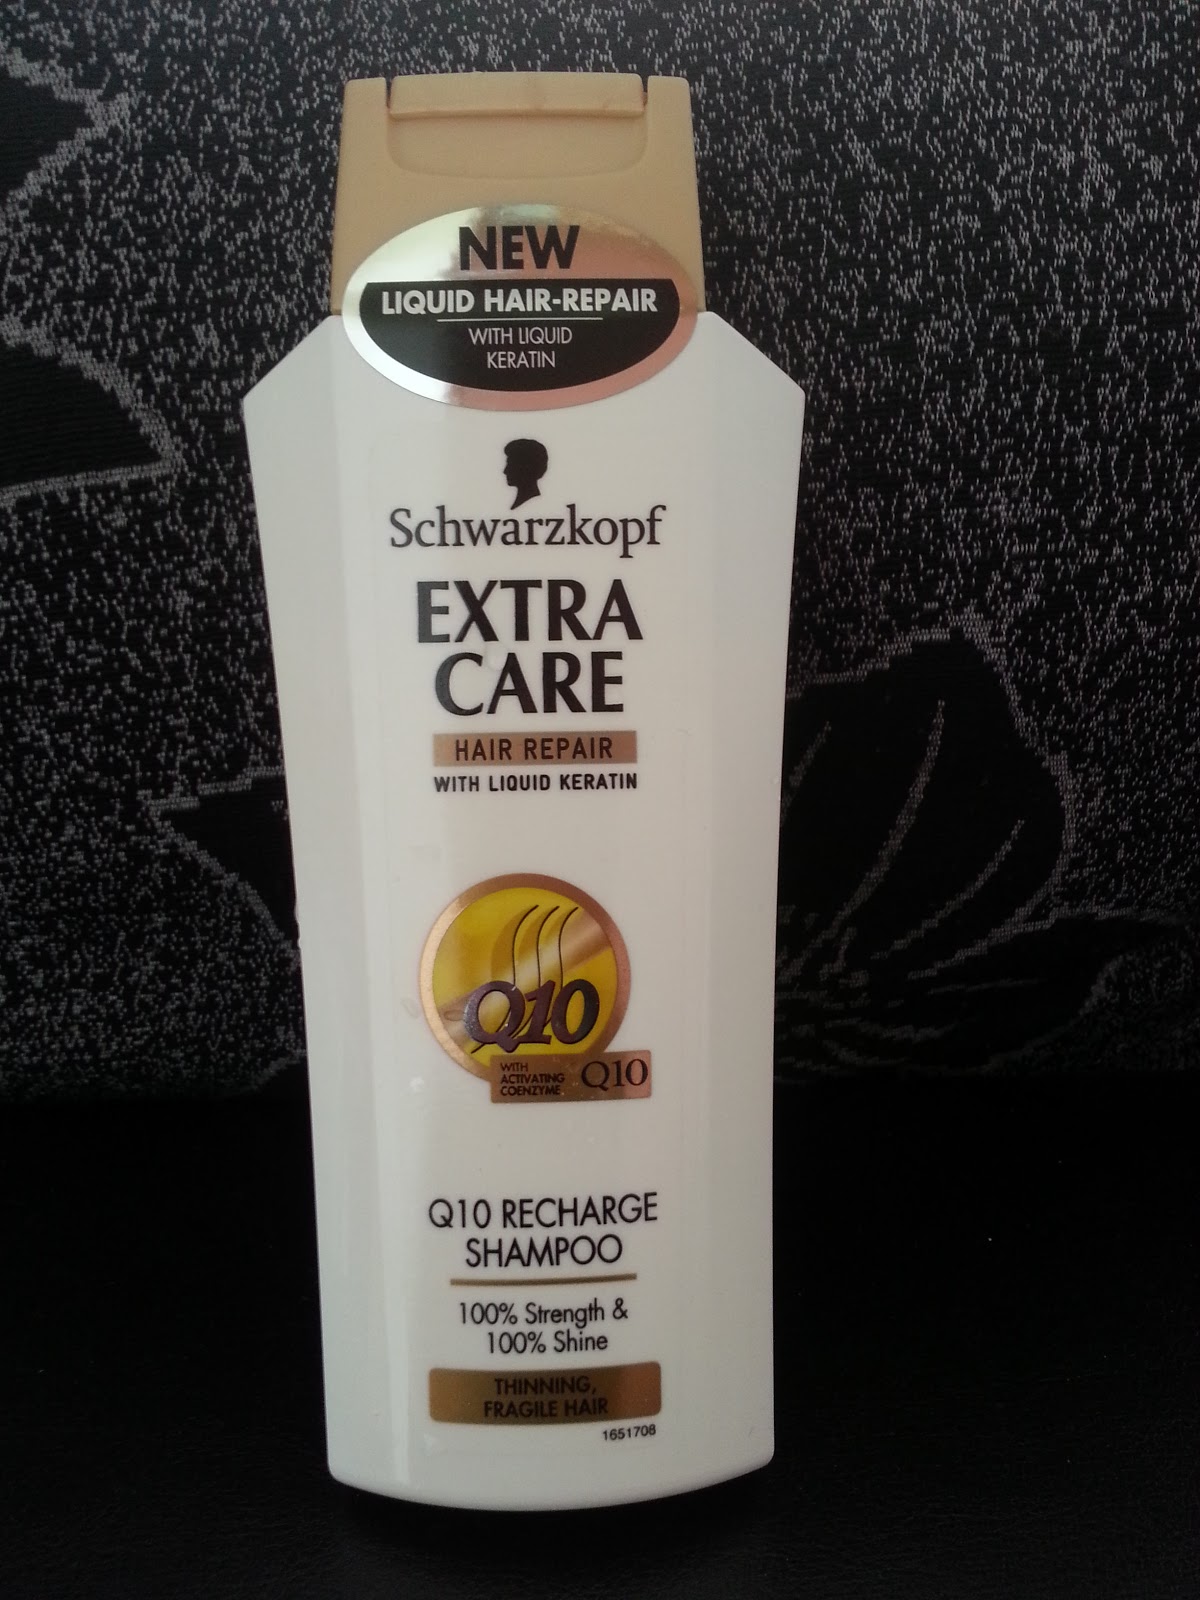 NEW
LIQUID HAIR-REPAIR
WITH LIQUID
KERATIN
Schwarzkopf
EXTRA
CARE
HAIR REPAIR
WITH LIQUID KERATIN
Q10
WITH
ACTIVATING
COENZYME
Q10
Q10 RECHARGE
SHAMPOO
100% Strength &
100% Shine
THINNING,
FRAGILE HAIR
1651708